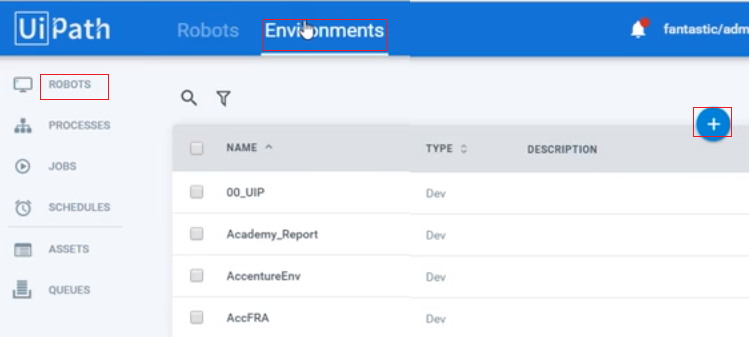 UiPath Robots Environments fantastic/adm
ROBOTS
PROCESSES
JOBS
SCHEDULES
ASSETS
QUEUES
NAME TYPE DESCRIPTION
00_UIP Dev
Academy_Report Dev
AccentureEnv Dev
AccFRA Dev